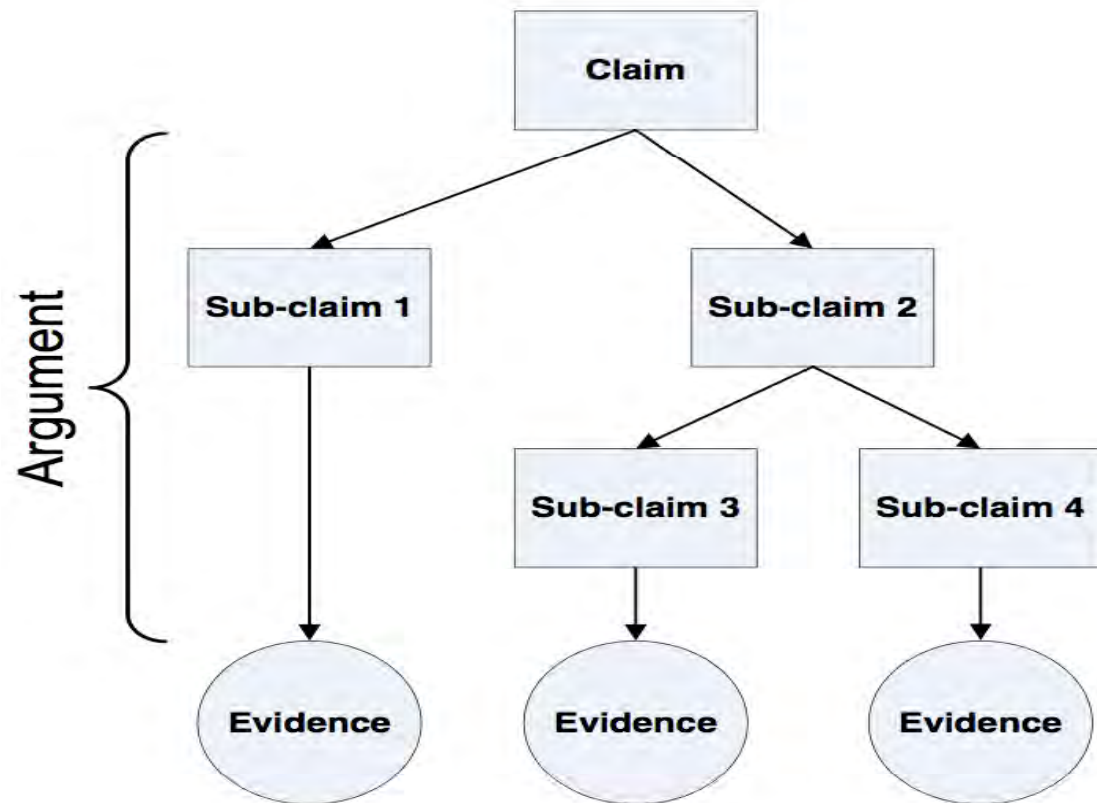 Claim
Argument
Sub-claim 1
Sub-claim 2
Sub-claim 3
Sub-claim 4
Evidence
Evidence
Evidence